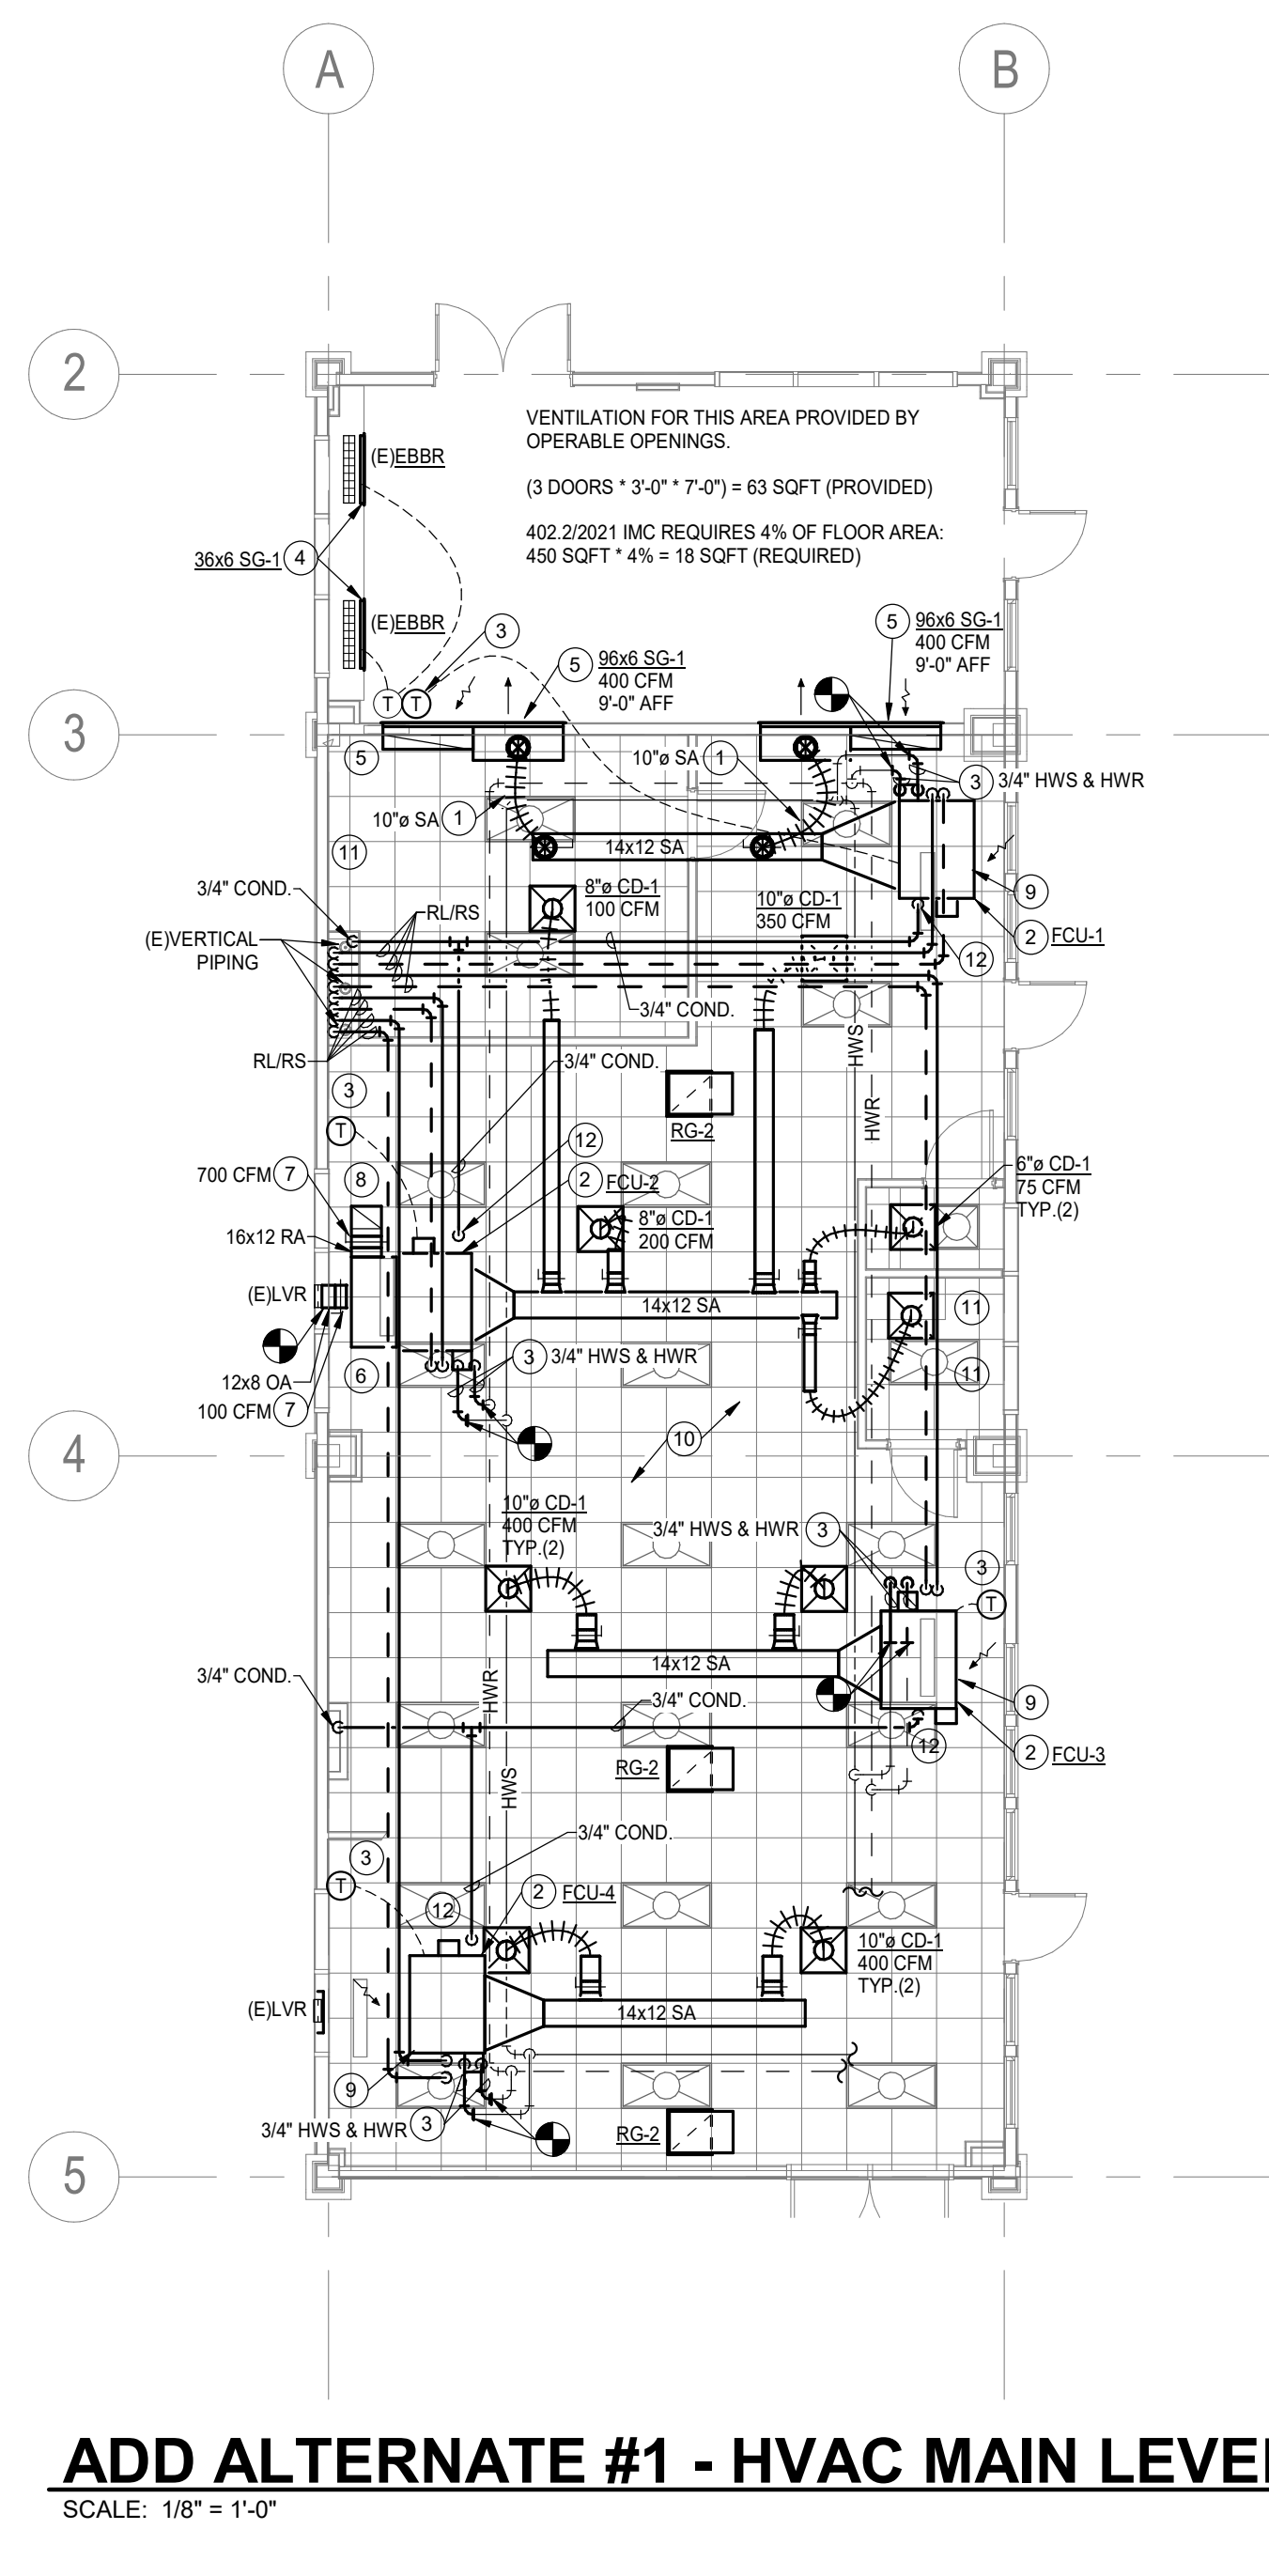 A
B
2
VENTILATION FOR THIS AREA PROVIDED BY
OPERABLE OPENINGS.
(3 DOORS * 3'-0" * 7'-0") = 63 SQFT (PROVIDED)
402.2/2021 IMC REQUIRES 4% OF FLOOR AREA:
450 SQFT * 4% = 18 SQFT (REQUIRED)
(E)EBBR
36x6 SG-1 4
(E)EBBR
3
5 96x6 SG-1
400 CFM
9'-0" AFF
5 96x6 SG-1
400 CFM
9'-0" AFF
T T
3
5
10"ø SA 1
3 3/4" HWS & HWR
10"ø SA 1
14x12 SA
11
3/4" COND.
RL/RS
8"ø CD-1
100 CFM
10"ø CD-1
350 CFM
9
2 FCU-1
(E)VERTICAL
PIPING
12
3/4" COND.
HWS
RL/RS
3/4" COND.
3
RG-2
HWR
T
12
700 CFM 7
8
2 FCU-2
6"ø CD-1
75 CFM
TYP.(2)
16x12 RA
8"ø CD-1
200 CFM
(E)LVR
14x12 SA
11
3 3/4" HWS & HWR
12x8 OA
6
11
100 CFM 7
10
4
10"ø CD-1
400 CFM
TYP.(2)
3/4" HWS & HWR 3
3
T
14x12 SA
3/4" COND.
HWR
3/4" COND.
9
12
2 FCU-3
RG-2
HWS
3/4" COND.
3
T
12
2 FCU-4
10"ø CD-1
400 CFM
TYP.(2)
(E)LVR
14x12 SA
9
3/4" HWS & HWR 3
RG-2
5
ADD ALTERNATE #1 - HVAC MAIN LEVEL
SCALE: 1/8" = 1'-0"